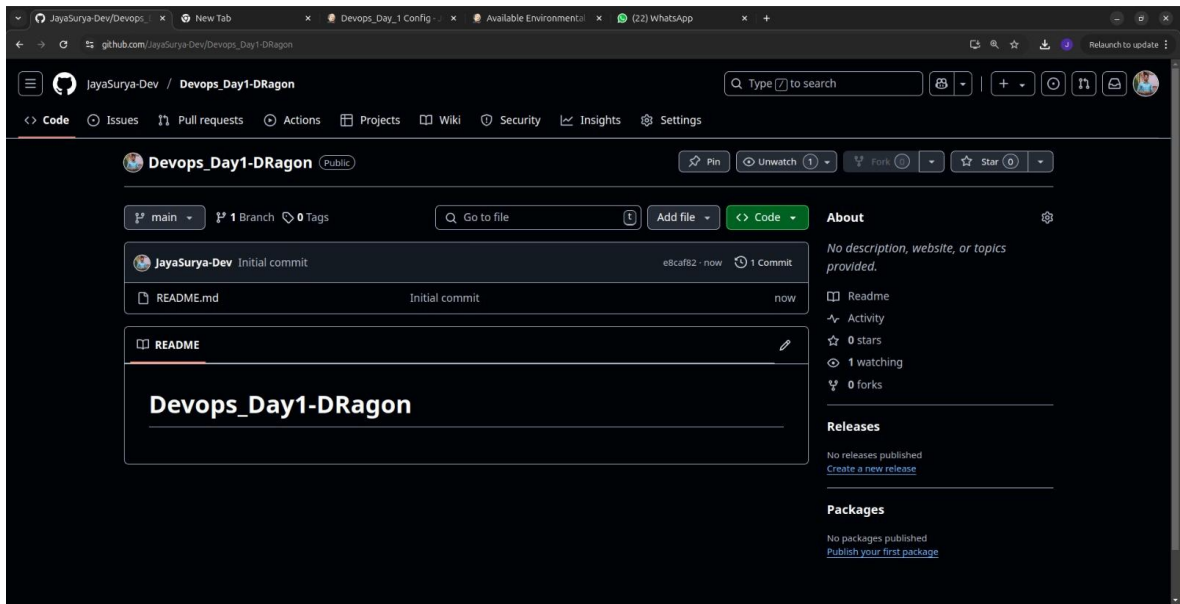 JayaSurya-Dev/Devops_ New Tab Devops_Day_1 Config - J Available Environmental (22) WhatsApp
github.com/JayaSurya-Dev/Devops_Day1-DRagon Relaunch to update
JayaSurya-Dev / Devops_Day1-DRagon Type / to search
Code Issues Pull requests Actions Projects Wiki Security Insights Settings
Devops_Day1-DRagon Public Pin Unwatch 1 Fork 0 Star 0
main 1 Branch 0 Tags Go to file t Add file Code
About
No description, website, or topics
provided.
JayaSurya-Dev Initial commit e8caf82 · now 1 Commit
README.md Initial commit now
Readme
Activity
0 stars
1 watching
0 forks
README
Devops_Day1-DRagon
Releases
No releases published
Create a new release
Packages
No packages published
Publish your first package